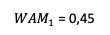 WAM₁ = 0,45